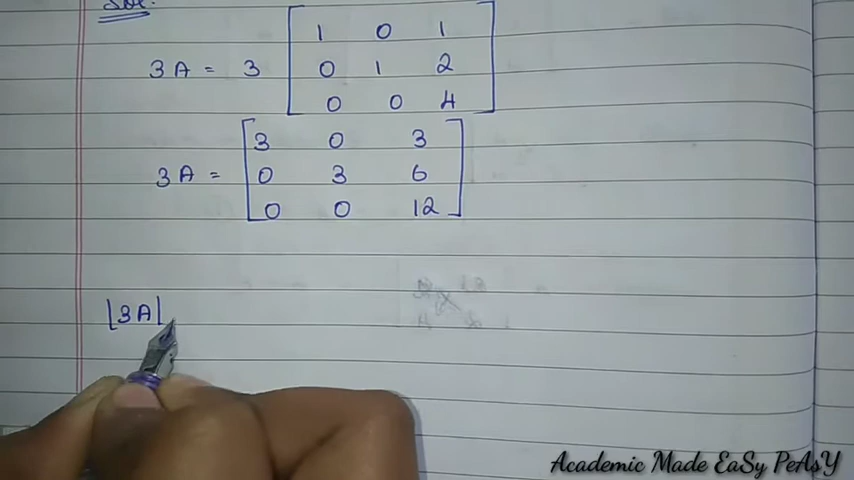 Sol:
1 0 1
3A = 3 0 1 2
0 0 4
3 0 3
3A = 0 3 6
0 0 12
|3A|
Academic Made EaSy PeAsY